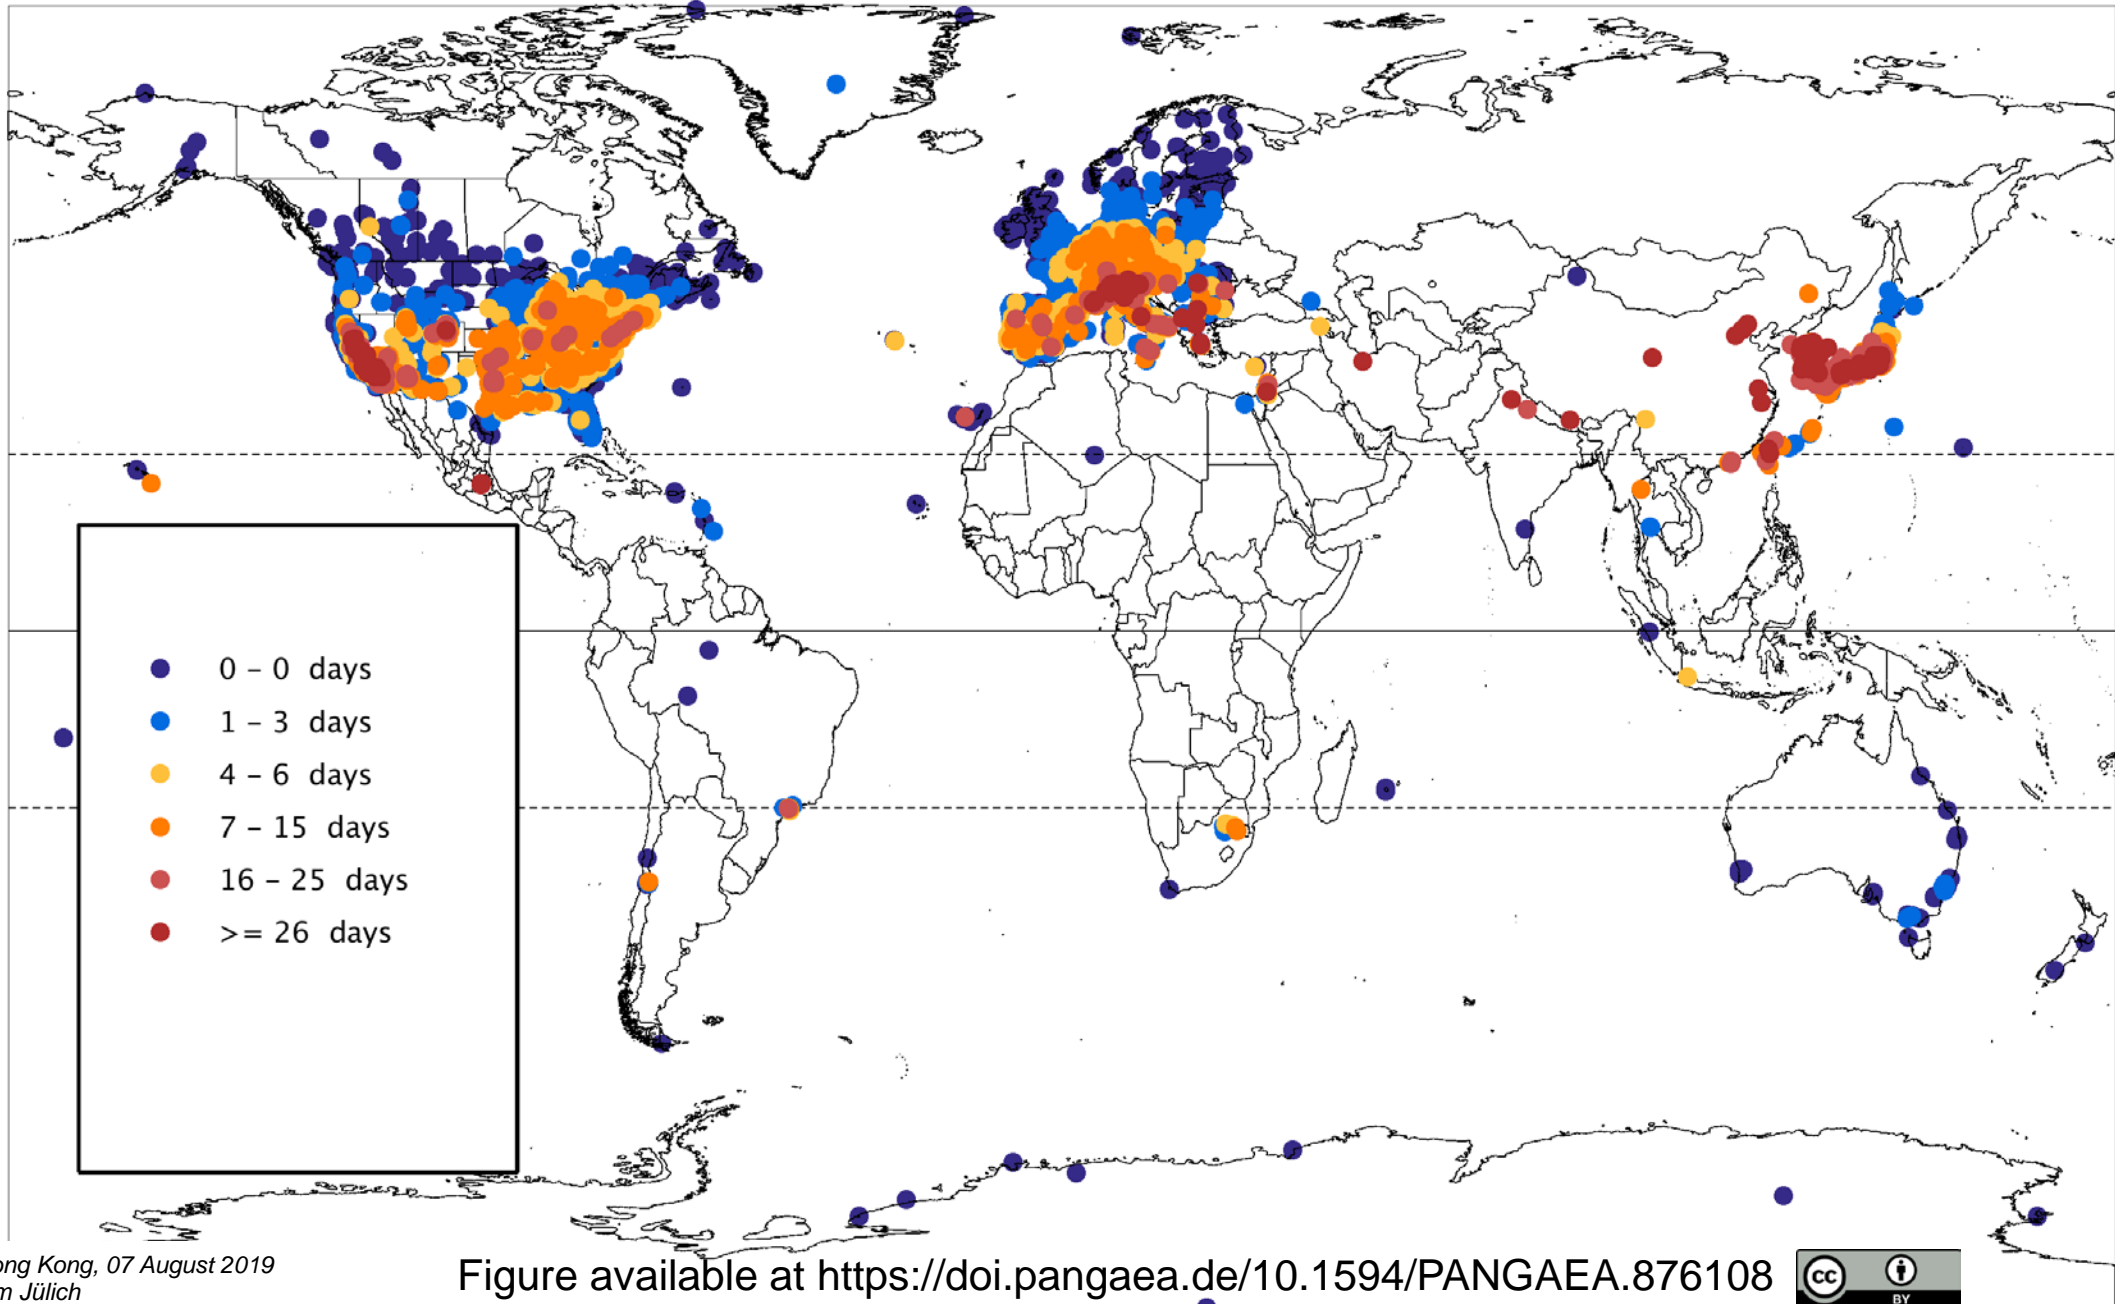 0 – 0 days
1 – 3 days
4 – 6 days
7 – 15 days
16 – 25 days
>= 26 days
ong Kong, 07 August 2019
m Jülich
Figure available at https://doi.pangaea.de/10.1594/PANGAEA.876108
cc
BY